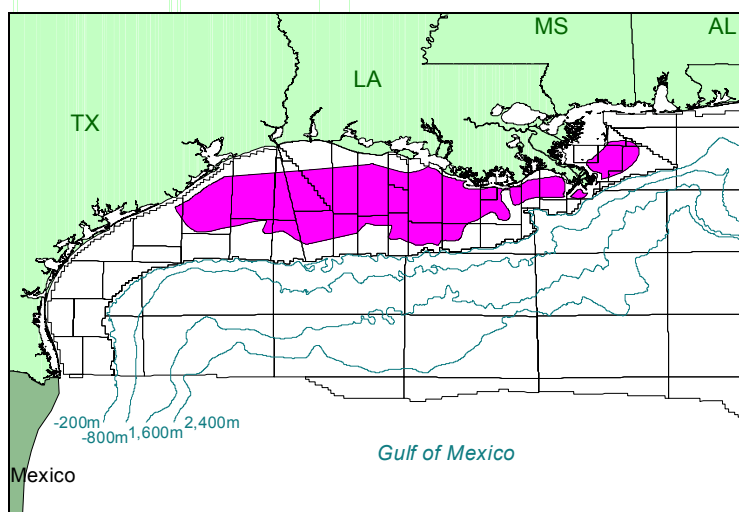 MS
AL
LA
TX
-200m
-800m
1,600m
2,400m
Gulf of Mexico
Mexico